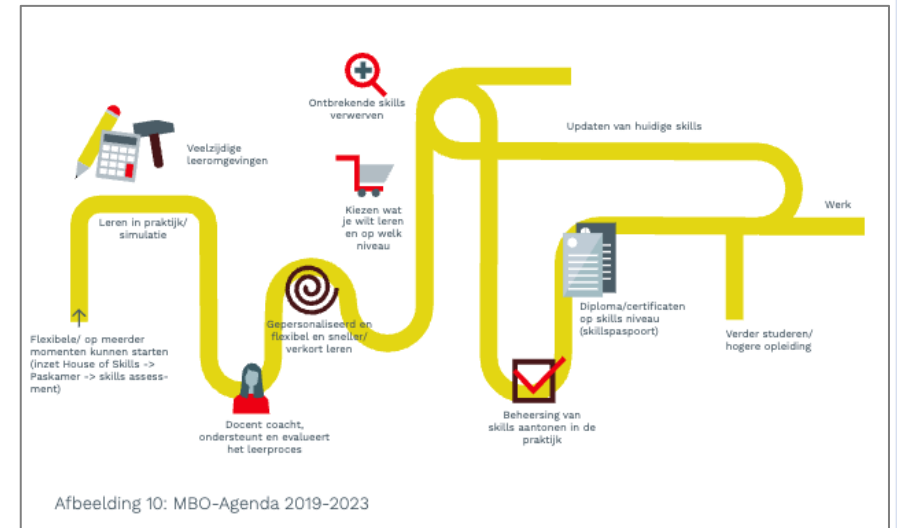 Ontbrekende skills
verwerven
Updaten van huidige skills
Veelzijdige
leeromgevingen
Kiezen wat
je wilt leren
en op welk
niveau
Werk
Leren in praktijk/
simulatie
Diploma/certificaten
op skills niveau
(skillspaspoort)
Gepersonaliseerd en
flexibel en sneller/
verkort leren
Verder studeren/
hogere opleiding
Flexibele/ op meerder
momenten kunnen starten
(inzet House of Skills ->
Paskamer -> skills assess-
ment)
Beheersing van
skills aantonen in de
praktijk
Docent coacht,
ondersteunt en evalueert
het leerproces
Afbeelding 10: MBO-Agenda 2019-2023